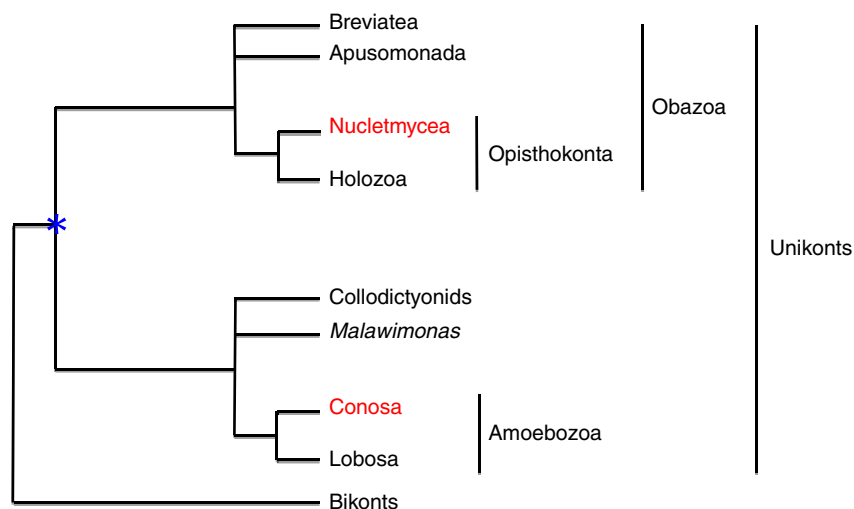 Breviatea
Apusomonada
Obazoa
Nucletmycea
Opisthokonta
Holozoa
Unikonts
Collodictyonids
Malawimonas
Conosa
Amoebozoa
Lobosa
Bikonts